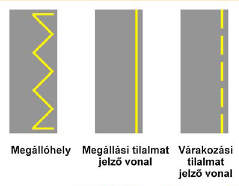 Megállóhely
Megállási tilalmat
jelző vonal
Várakozási
tilalmat
jelző vonal